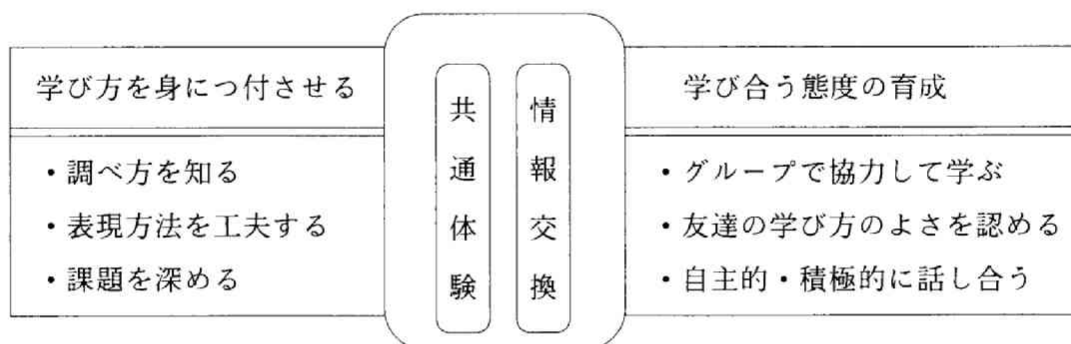 学び方を身につ付させる
・調べ方を知る
・表現方法を工夫する
・課題を深める
共通体験
情報交換
学び合う態度の育成
・グループで協力して学ぶ
・友達の学び方のよさを認める
・自主的・積極的に話し合う